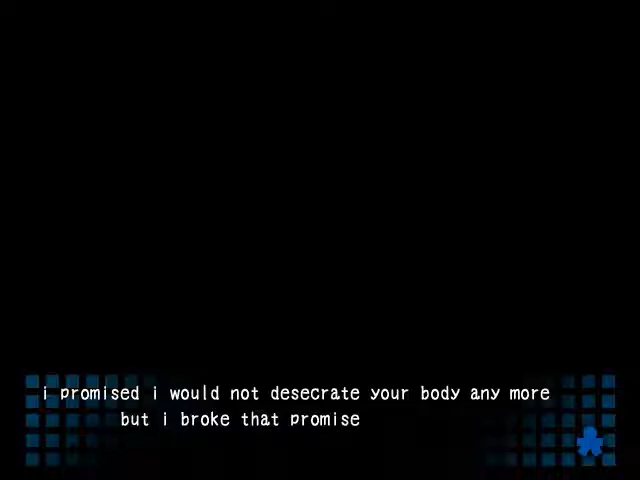 i promised i would not desecrate your body any more
but i broke that promise